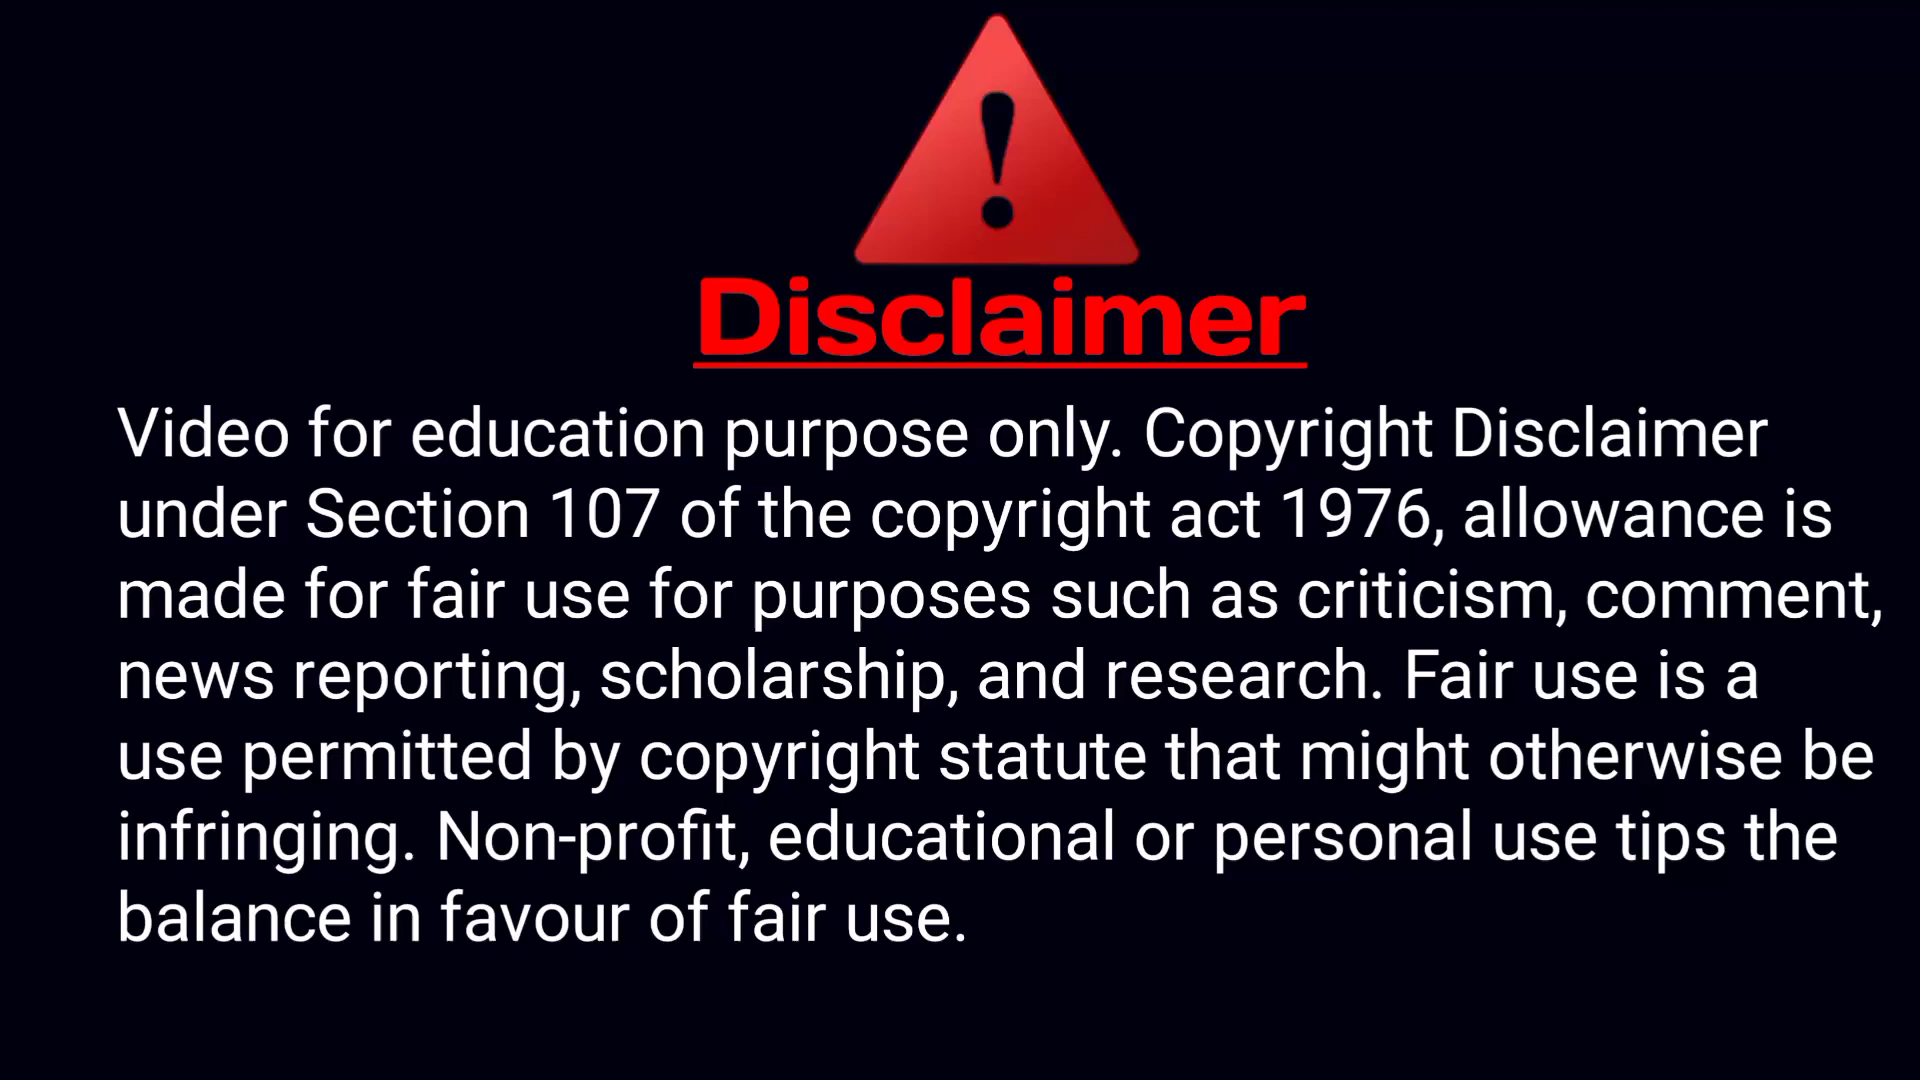 Disclaimer
Video for education purpose only. Copyright Disclaimer
under Section 107 of the copyright act 1976, allowance is
made for fair use for purposes such as criticism, comment,
news reporting, scholarship, and research. Fair use is a
use permitted by copyright statute that might otherwise be
infringing. Non-profit, educational or personal use tips the
balance in favour of fair use.